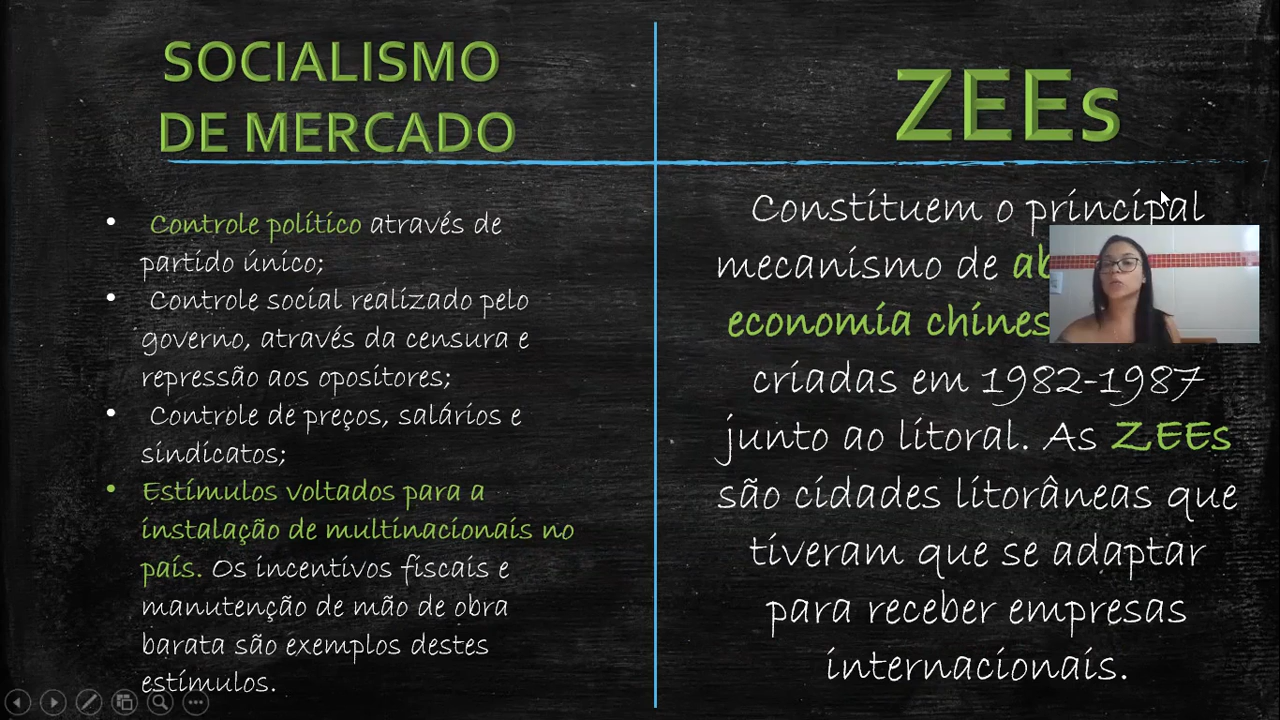 SOCIALISMO
DE MERCADO
• Controle político através de
partido único;
• Controle social realizado pelo
governo, através da censura e
repressão aos opositores;
• Controle de preços, salários e
sindicatos;
• Estímulos voltados para a
instalação de multinacionais no
país. Os incentivos fiscais e
manutenção de mão de obra
barata são exemplos destes
estímulos.
ZEEs
Constituem o principal
mecanismo de
economia
criadas em 1982-1987
junto ao litoral. As ZEEs
são cidades litorâneas que
tiveram que se adaptar
para receber empresas
internacionais.